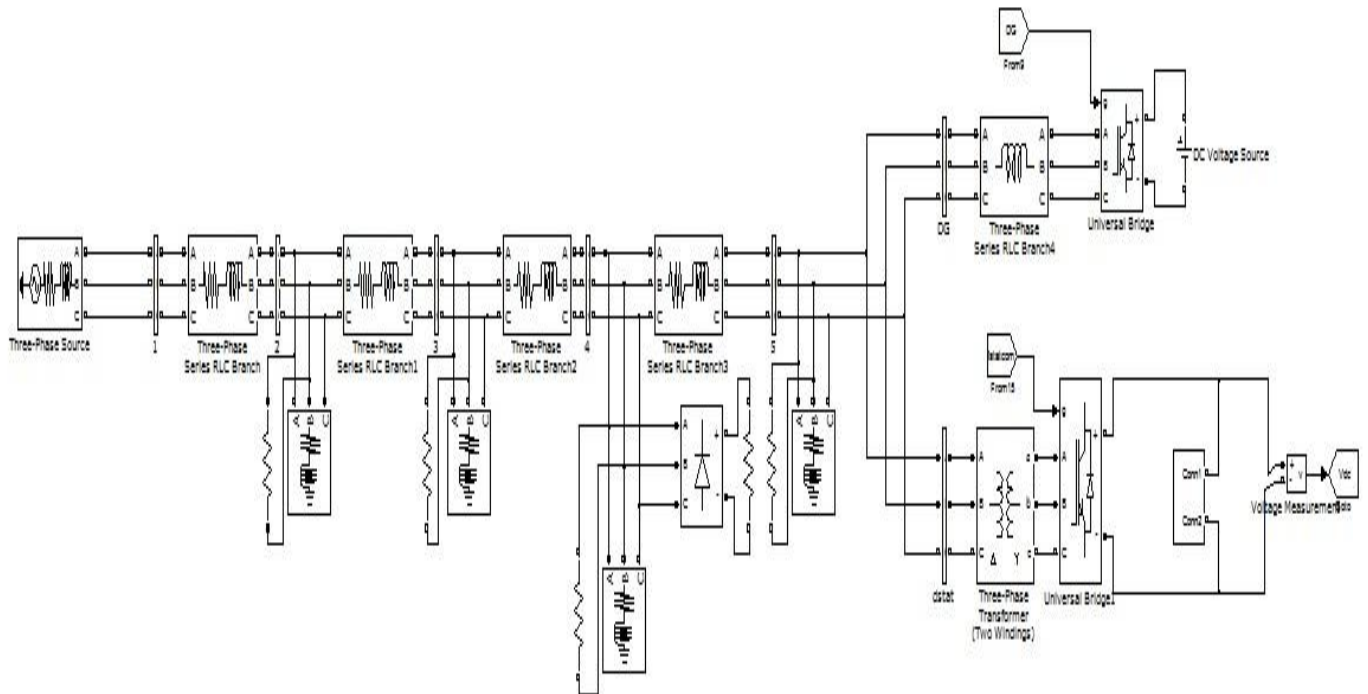 DG
From9
g
A A A +
B B B
C C C -
DC Voltage Source
DG
Three-Phase
Series RLC Branch4
Universal Bridge
A A A A A A A A A
B B B B B B B B B
C C C C C C C C C
Three-Phase Source
1
Three-Phase
Series RLC Branch
2
Three-Phase
Series RLC Branch1
3
Three-Phase
Series RLC Branch2
4
Three-Phase
Series RLC Branch3
5
From15
g
A B C
A B C
A B C
A +
B
C -
A B C
A a A +
B b B
C c C -
Δ Y
Conn1
Conn2
+
-
v
Vdc
Voltage Measurement
dstat
Three-Phase
Transformer
(Two Windings)
Universal Bridge1